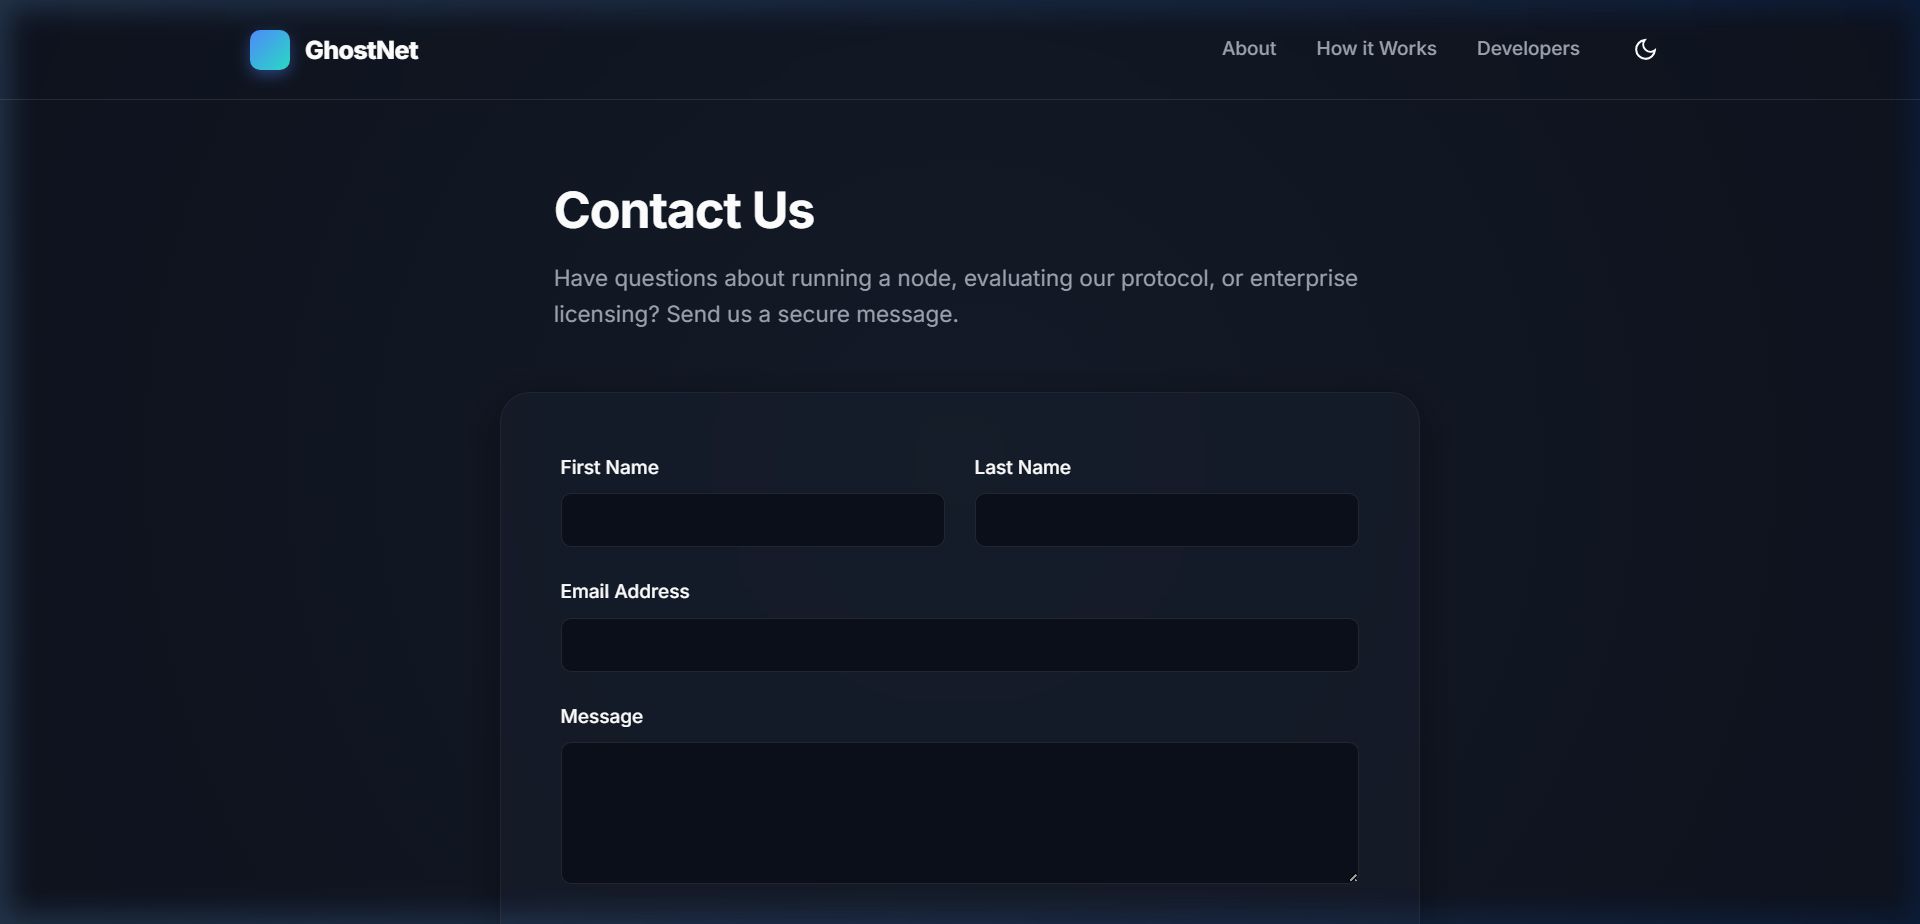 GhostNet
About
How it Works
Developers
Contact Us
Have questions about running a node, evaluating our protocol, or enterprise
licensing? Send us a secure message.
First Name
Last Name
Email Address
Message